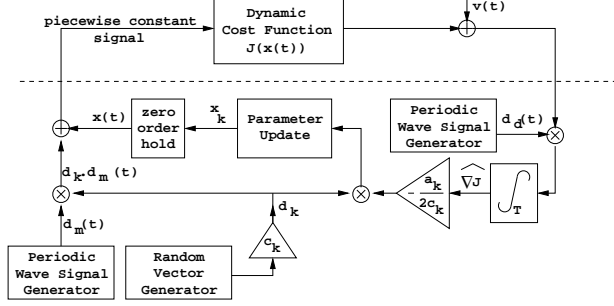 piecewise constant
signal
Dynamic
Cost Function
J(x(t))
v(t)
x(t)
zero
order
hold
x_k
Parameter
Update
Periodic
Wave Signal
Generator
d_d(t)
d_k.d_m(t)
d_k
- a_k
2c_k
∇J
∫_T
d_m(t)
c_k
Periodic
Wave Signal
Generator
Random
Vector
Generator